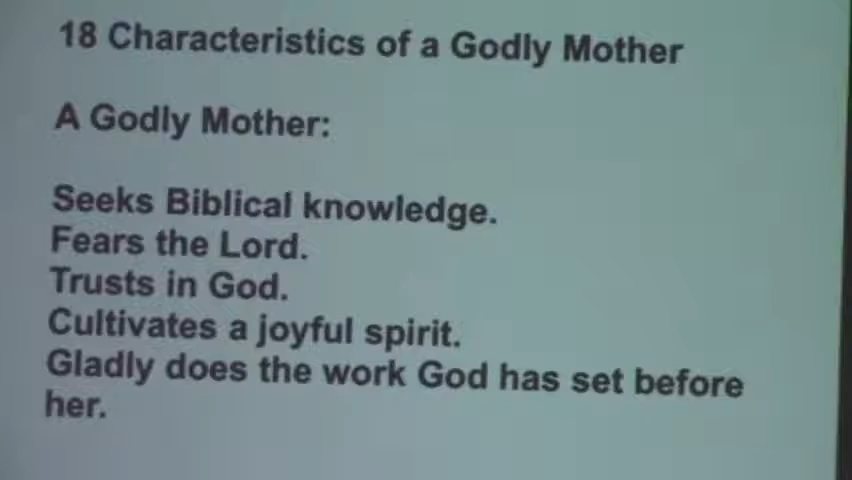 18 Characteristics of a Godly Mother
A Godly Mother:
Seeks Biblical knowledge.
Fears the Lord.
Trusts in God.
Cultivates a joyful spirit.
Gladly does the work God has set before
her.